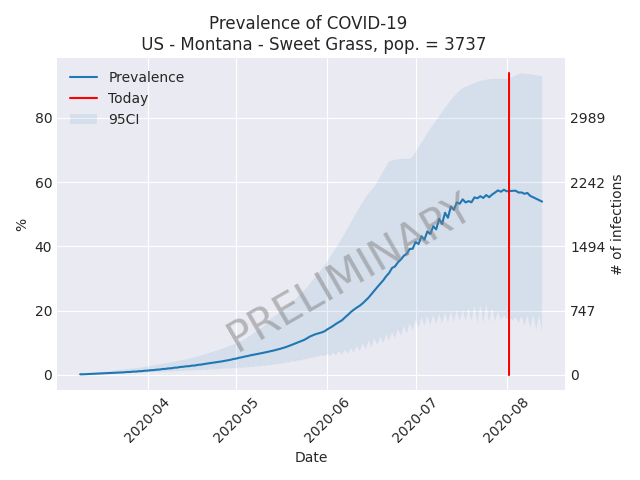 Prevalence of COVID-19
US - Montana - Sweet Grass, pop. = 3737
Prevalence
Today
95CI
80
60
40
20
0
%
2989
2242
1494
747
0
# of infections
PRELIMINARY
2020-04
2020-05
2020-06
2020-07
2020-08
Date